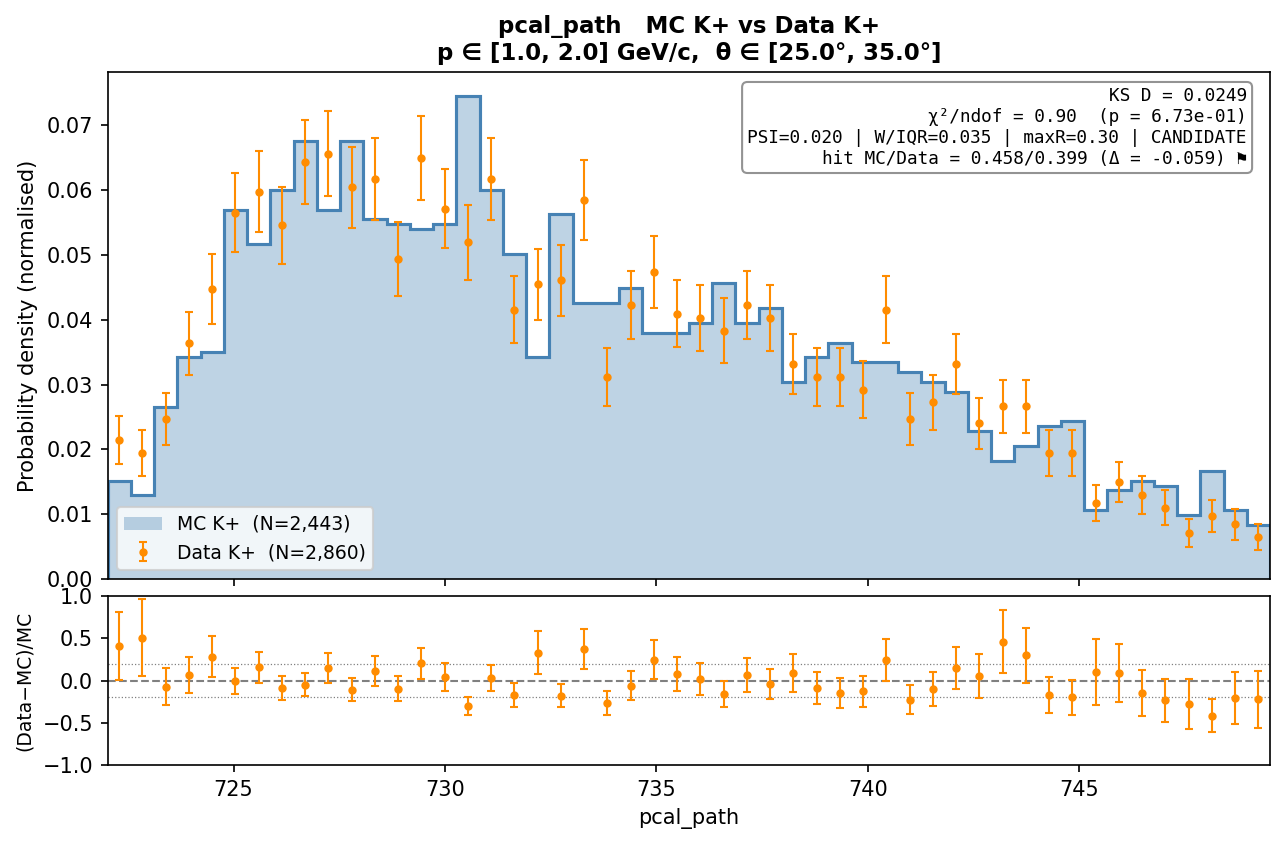 pcal_path   MC K+ vs Data K+
p ∈ [1.0, 2.0] GeV/c,  θ ∈ [25.0°, 35.0°]
KS D = 0.0249
χ²/ndof = 0.90  (p = 6.73e-01)
PSI=0.020 | W/IQR=0.035 | maxR=0.30 | CANDIDATE
hit MC/Data = 0.458/0.399 (Δ = -0.059) ⚑
Probability density (normalised)
0.07
0.06
0.05
0.04
0.03
0.02
0.01
0.00
MC K+  (N=2,443)
Data K+  (N=2,860)
(Data−MC)/MC
1.0
0.5
0.0
−0.5
−1.0
725
730
735
740
745
pcal_path